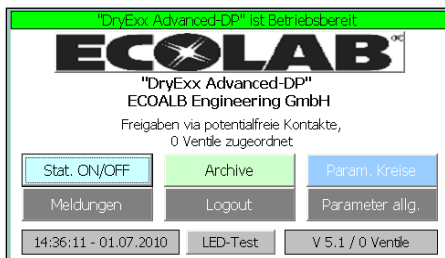 "DryExx Advanced-DP" ist Betriebsbereit
ECOLAB®
"DryExx Advanced-DP"
ECOALB Engineering GmbH
Freigaben via potentialfreie Kontakte,
0 Ventile zugeordnet
Stat. ON/OFF Archive Param. Kreise
Meldungen Logout Parameter allg.
14:36:11 - 01.07.2010 LED-Test V 5.1 / 0 Ventile